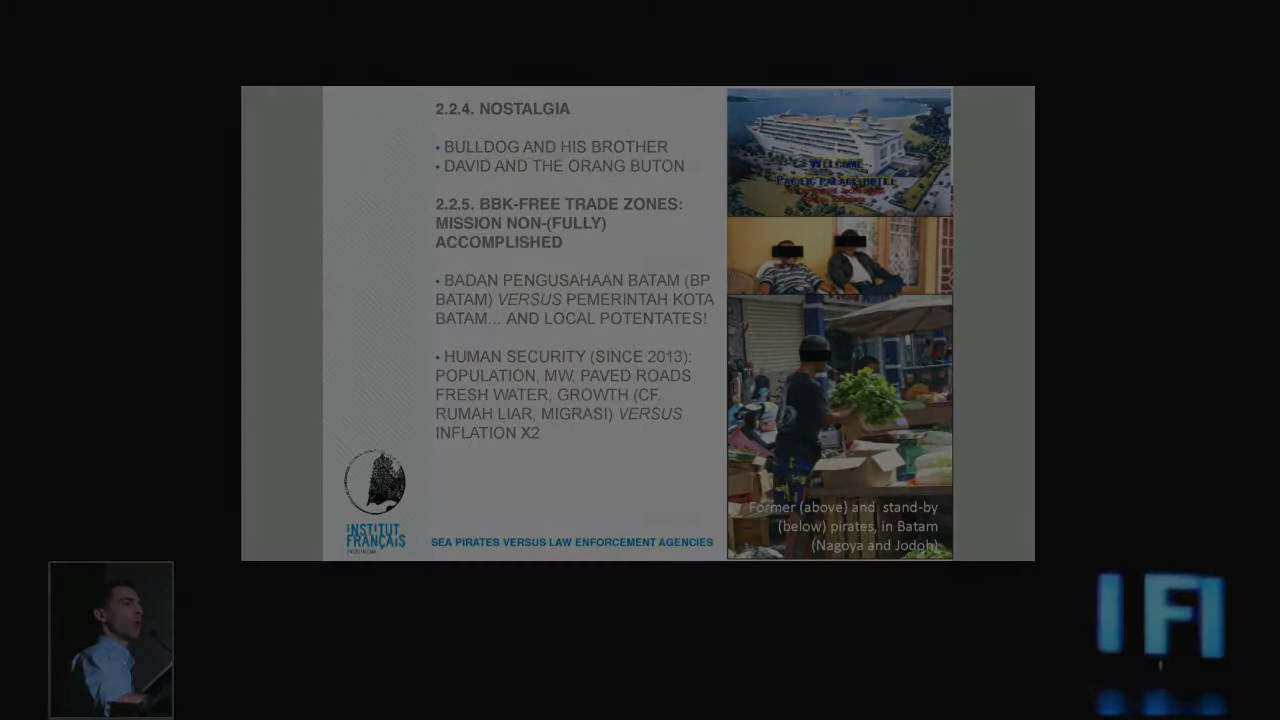 2.2.4. NOSTALGIA
• BULLDOG AND HIS BROTHER
• DAVID AND THE ORANG BUTON
2.2.5. BBK-FREE TRADE ZONES:
MISSION NON-(FULLY)
ACCOMPLISHED
• BADAN PENGUSAHAAN BATAM (BP
BATAM) VERSUS PEMERINTAH KOTA
BATAM... AND LOCAL POTENTATES!
• HUMAN SECURITY (SINCE 2013):
POPULATION, MW, PAVED ROADS
FRESH WATER, GROWTH (CF.
RUMAH LIAR, MIGRASI) VERSUS
INFLATION X2
WELCOME
PACIFIC PALACE HOTEL
Former (above) and stand-by
(below) pirates, in Batam
(Nagoya and Jodoh)
INSTITUT
FRANÇAIS
SEA PIRATES VERSUS LAW ENFORCEMENT AGENCIES
IFI